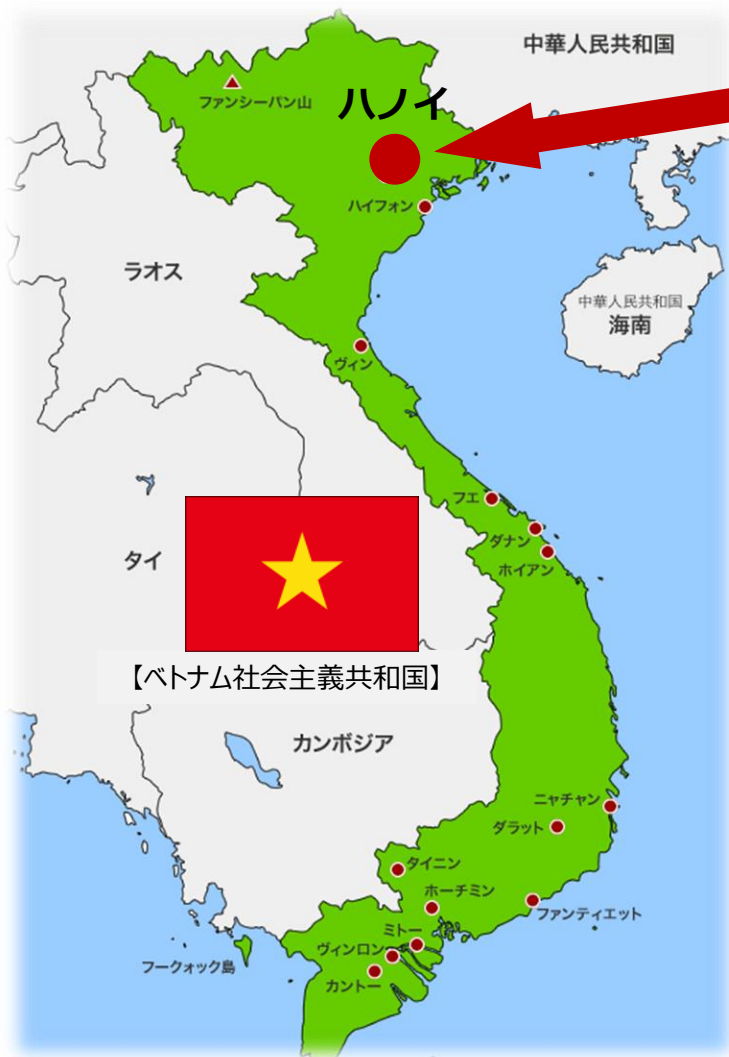 中華人民共和国
ファンシーパン山
ハノイ
ハイフォン
ラオス
中華人民共和国
海南
ヴィン
フエ
ダナン
ホイアン
タイ
【ベトナム社会主義共和国】
カンボジア
ニャチャン
ダラット
タイニン
ホーチミン
ファンティエット
ミトー
ヴィンロン
カントー
フークォック島